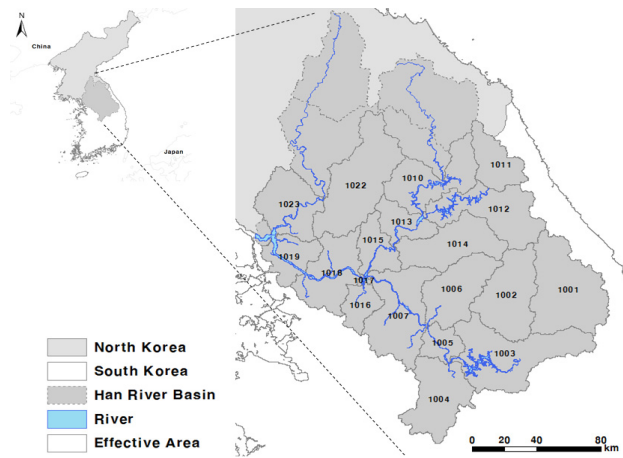 N
China
Japan
1011
1010
1022
1023
1012
1013
1015
1014
1019
1018
1017
1006
1001
1002
1016
1007
1005
1003
1004
North Korea
South Korea
Han River Basin
River
Effective Area
0 20 40 60 80
km